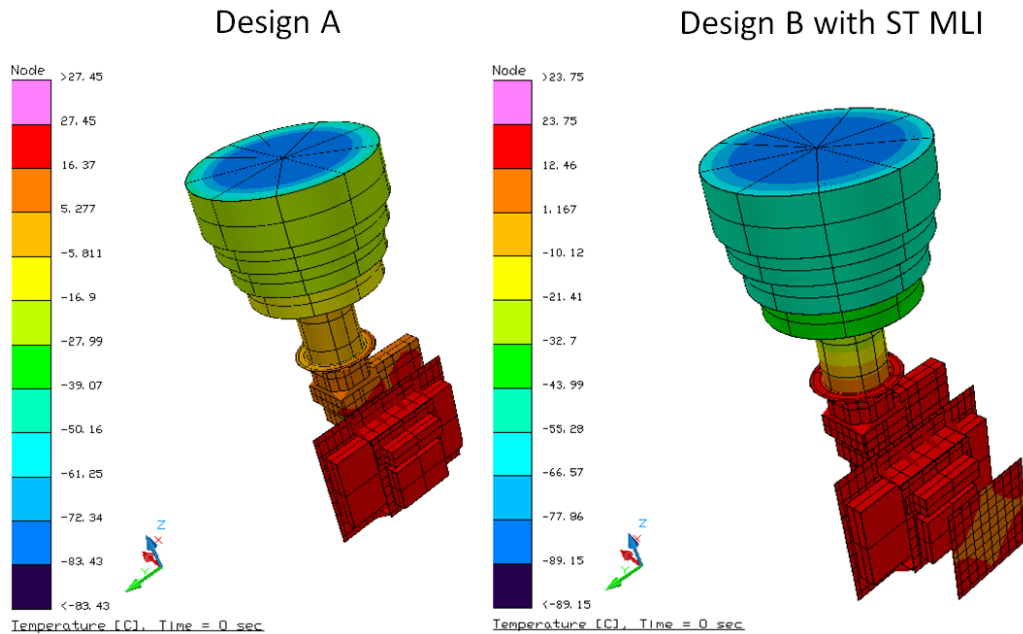 Design A
Design B with ST MLI
Node
>27.45
27.45
16.37
5.277
-5.811
-16.9
-27.99
-39.07
-50.16
-61.25
-72.34
-83.43
<-83.43
Temperature [C], Time = 0 sec
Z
X
Y
Node
>23.75
23.75
12.46
1.167
-10.12
-21.41
-32.7
-43.99
-55.28
-66.57
-77.86
-89.15
<-89.15
Temperature [C], Time = 0 sec
Z
X
Y